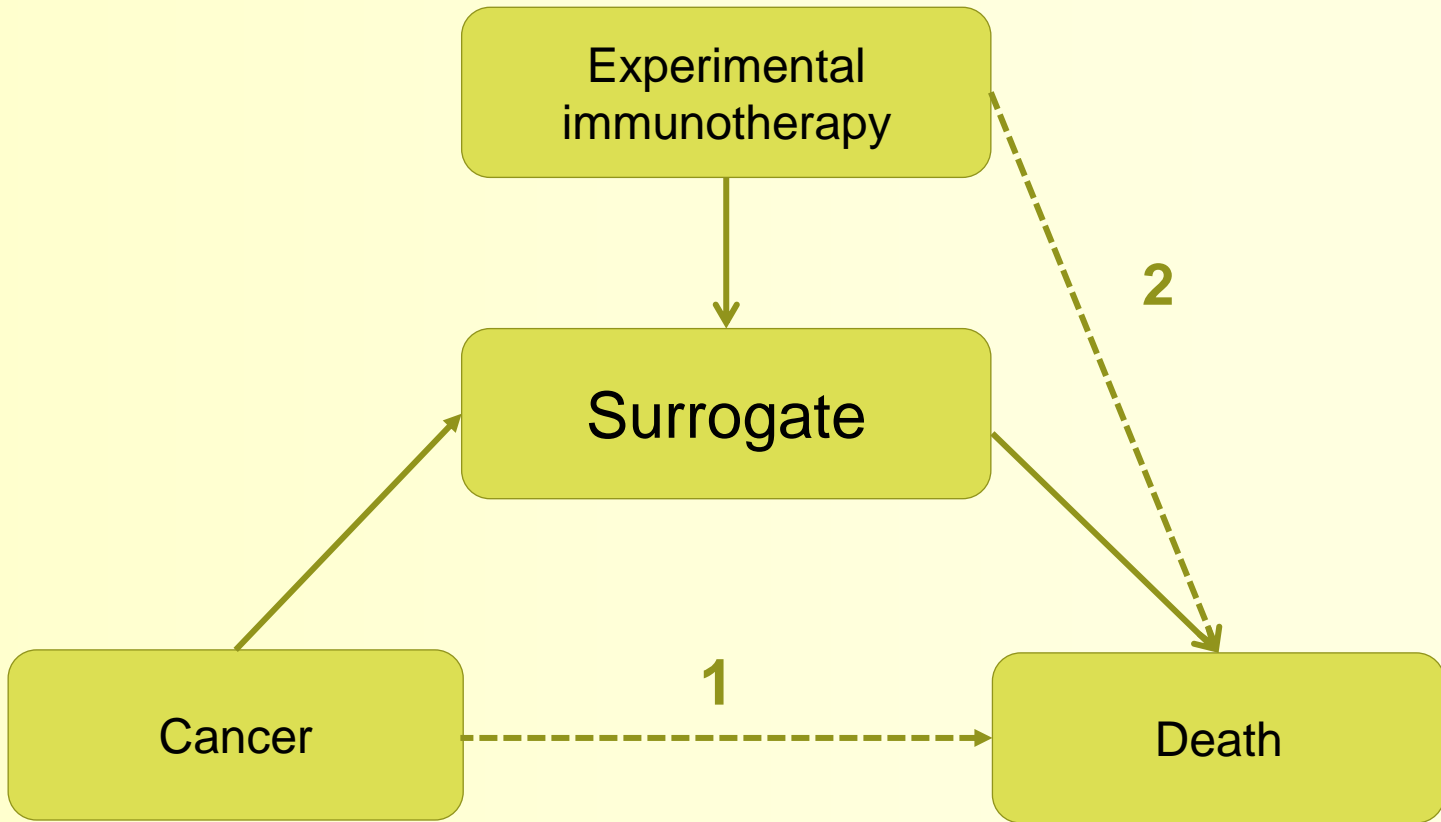 Experimental
immunotherapy
2
Surrogate
1
Cancer
Death